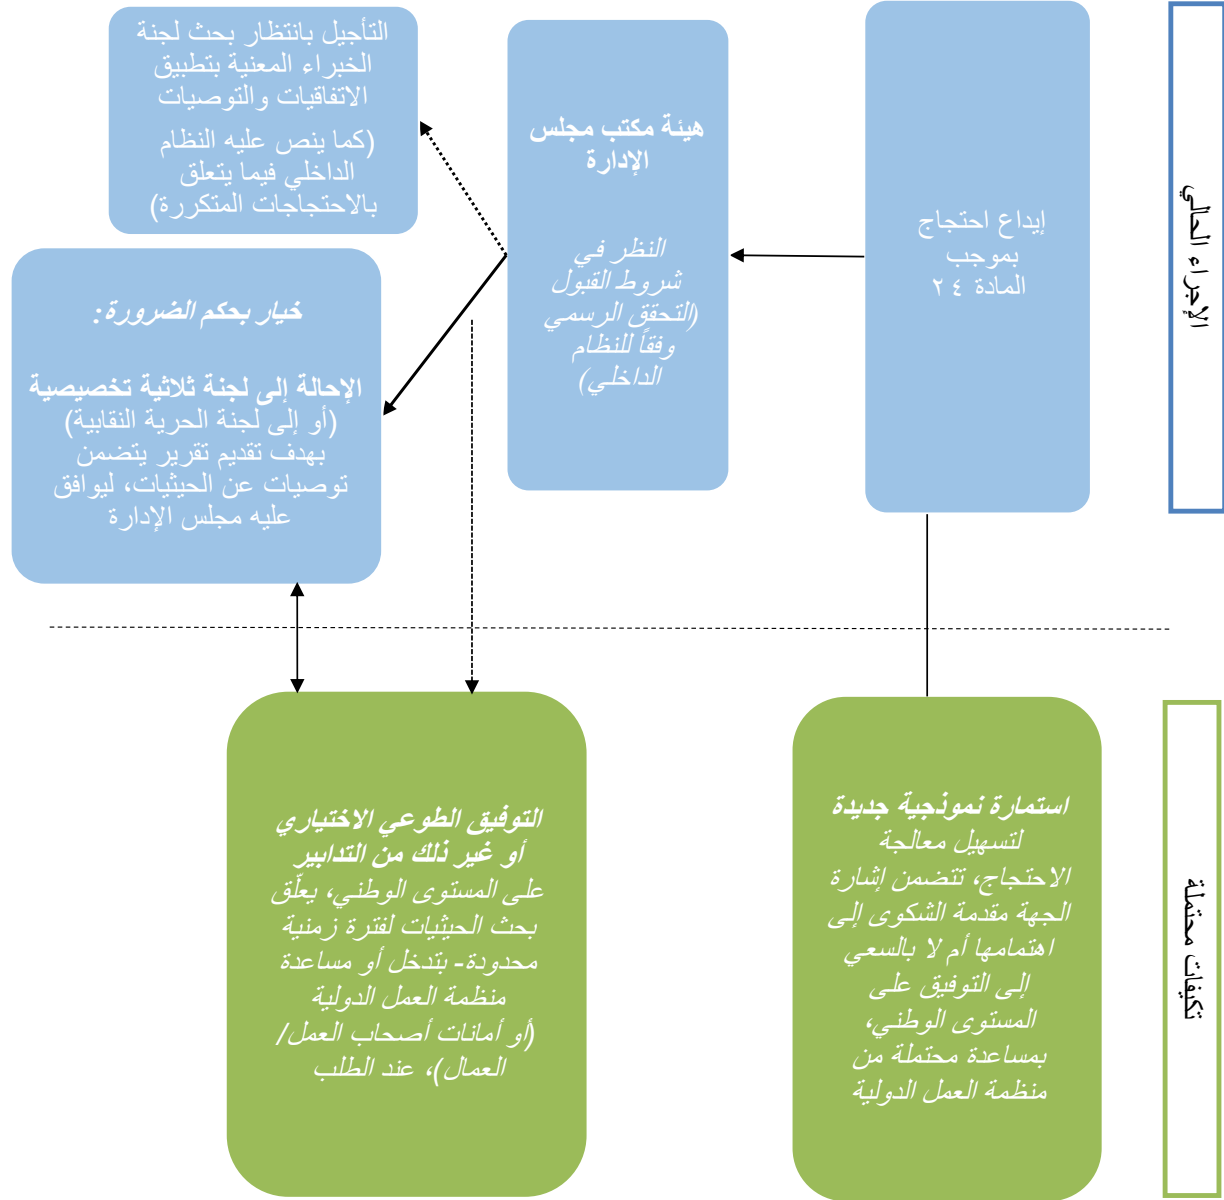 الإجراء الحالي
إيداع احتجاج
بموجب
المادة ٢٤
هيئة مكتب مجلس
الإدارة
النظر في
شروط القبول
(التحقق الرسمي
وفقاً للنظام
الداخلي)
التأجيل بانتظار بحث لجنة
الخبراء المعنية بتطبيق
الاتفاقيات والتوصيات
(كما ينص عليه النظام
الداخلي فيما يتعلق
بالاحتجاجات المتكررة)
خيار بحكم الضرورة:
الإحالة إلى لجنة ثلاثية تخصيصية
(أو إلى لجنة الحرية النقابية)
بهدف تقديم تقرير يتضمن
توصيات عن الحيثيات، ليوافق
عليه مجلس الإدارة
تكيفات محتملة
استمارة نموذجية جديدة
لتسهيل معالجة
الاحتجاج، تتضمن إشارة
الجهة مقدمة الشكوى إلى
اهتمامها أم لا بالسعي
إلى التوفيق على
المستوى الوطني،
بمساعدة محتملة من
منظمة العمل الدولية
التوفيق الطوعي الاختياري
أو غير ذلك من التدابير
على المستوى الوطني، يعلّق
بحث الحيثيات لفترة زمنية
محدودة- بتدخل أو مساعدة
منظمة العمل الدولية
(أو أمانات أصحاب العمل/
العمال)، عند الطلب